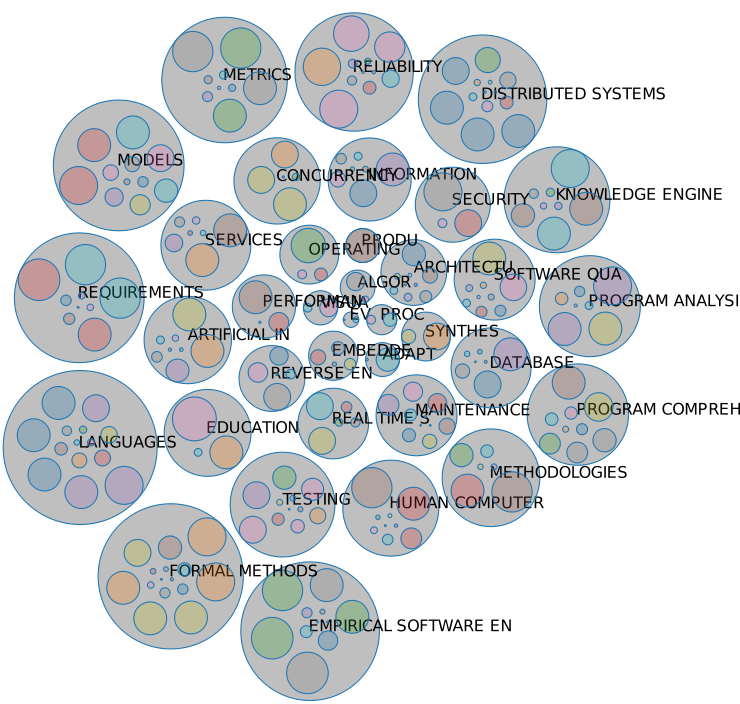 METRICS
RELIABILITY
DISTRIBUTED SYSTEMS
MODELS
CONCURRENCY
INFORMATION
SECURITY
KNOWLEDGE ENGINE
SERVICES
OPERATING
PRODU
ARCHITECTU
SOFTWARE QUA
REQUIREMENTS
PERFORMAN
ALGOR
PROGRAM ANALYSI
VISUA
EV
PROC
ARTIFICIAL IN
SYNTHES
EMBEDDE
ADAPT
DATABASE
REVERSE EN
EDUCATION
REAL TIME S
MAINTENANCE
PROGRAM COMPREH
LANGUAGES
METHODOLOGIES
TESTING
HUMAN COMPUTER
FORMAL METHODS
EMPIRICAL SOFTWARE EN